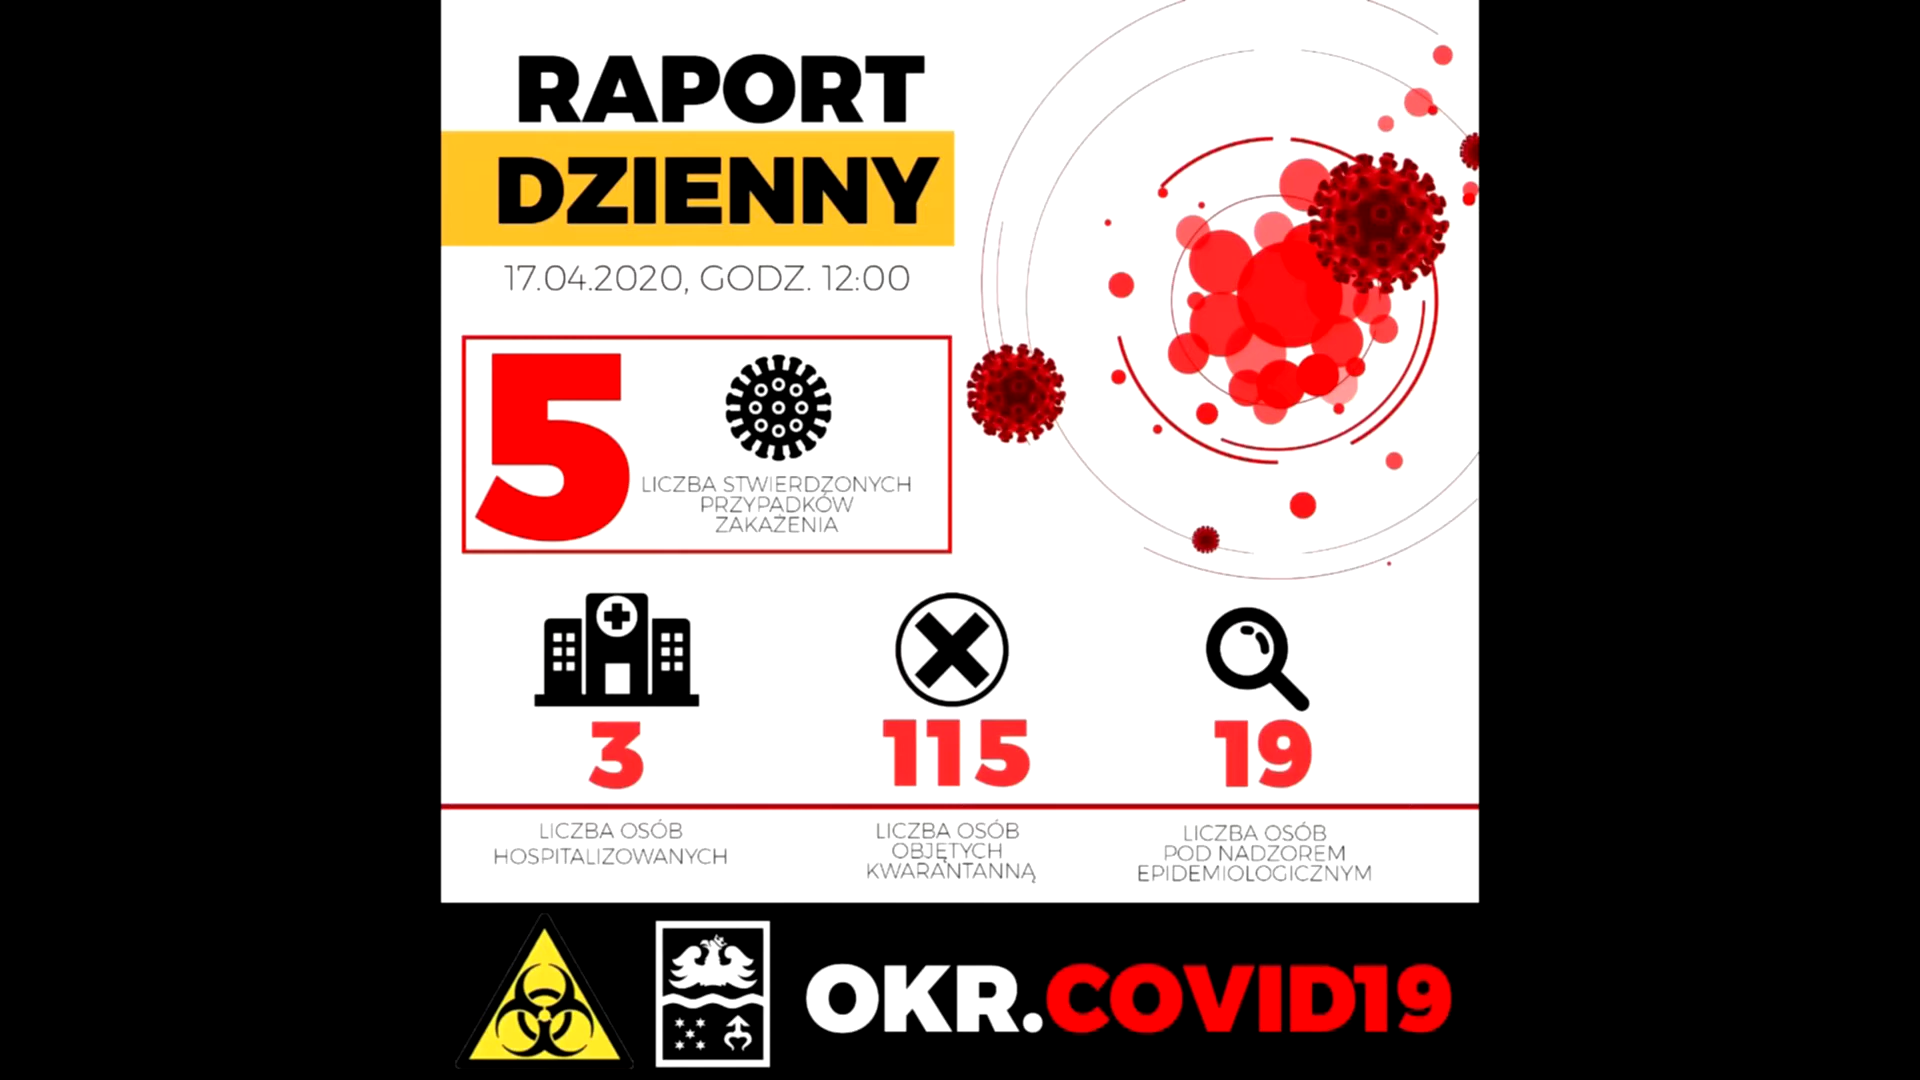 RAPORT
DZIENNY
17.04.2020, GODZ. 12:00
5
LICZBA STWIERDZONYCH
PRZYPADKÓW
ZAKAŻENIA
3
LICZBA OSÓB
HOSPITALIZOWANYCH
115
LICZBA OSÓB
OBJĘTYCH
KWARANTANNĄ
19
LICZBA OSÓB
POD NADZOREM
EPIDEMIOLOGICZNYM
OKR.COVID19